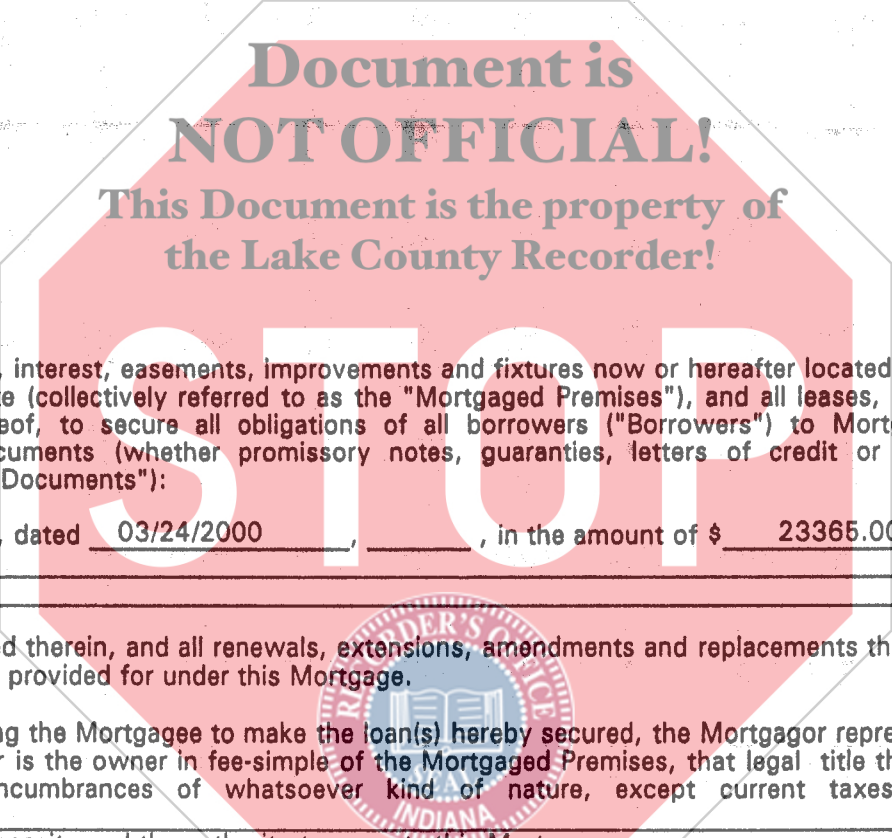 Document is
NOT OFFICIAL!
This Document is the property of
the Lake County Recorder!
STOP
, interest, easements, improvements and fixtures now or hereafter located
(collectively referred to as the "Mortgaged Premises"), and all leases,
to secure all obligations of all borrowers ("Borrowers") to
(whether promissory notes, guaranties, letters of credit or
Documents"):
, dated 03/24/2000 , , in the amount of $ 23365.00
therein, and all renewals, extensions, amendments and replacements
provided for under this Mortgage.
the Mortgagee to make the loan(s) hereby secured, the Mortgagor
is the owner in fee-simple of the Mortgaged Premises, that legal title
of whatsoever kind of nature, except current taxes
RECORDER'S OFFICE
SEAL
INDIANA